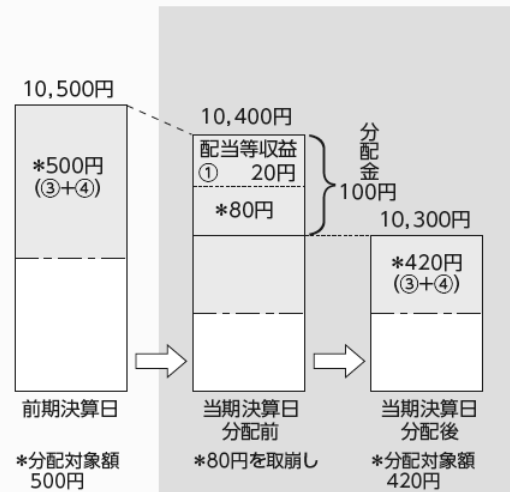 10,500円
*500円
(③+④)
前期決算日
*分配対象額
500円
10,400円
配当等収益
① 20円
*80円
分配金
100円
当期決算日
分配前
*80円を取崩し
10,300円
*420円
(③+④)
当期決算日
分配後
*分配対象額
420円